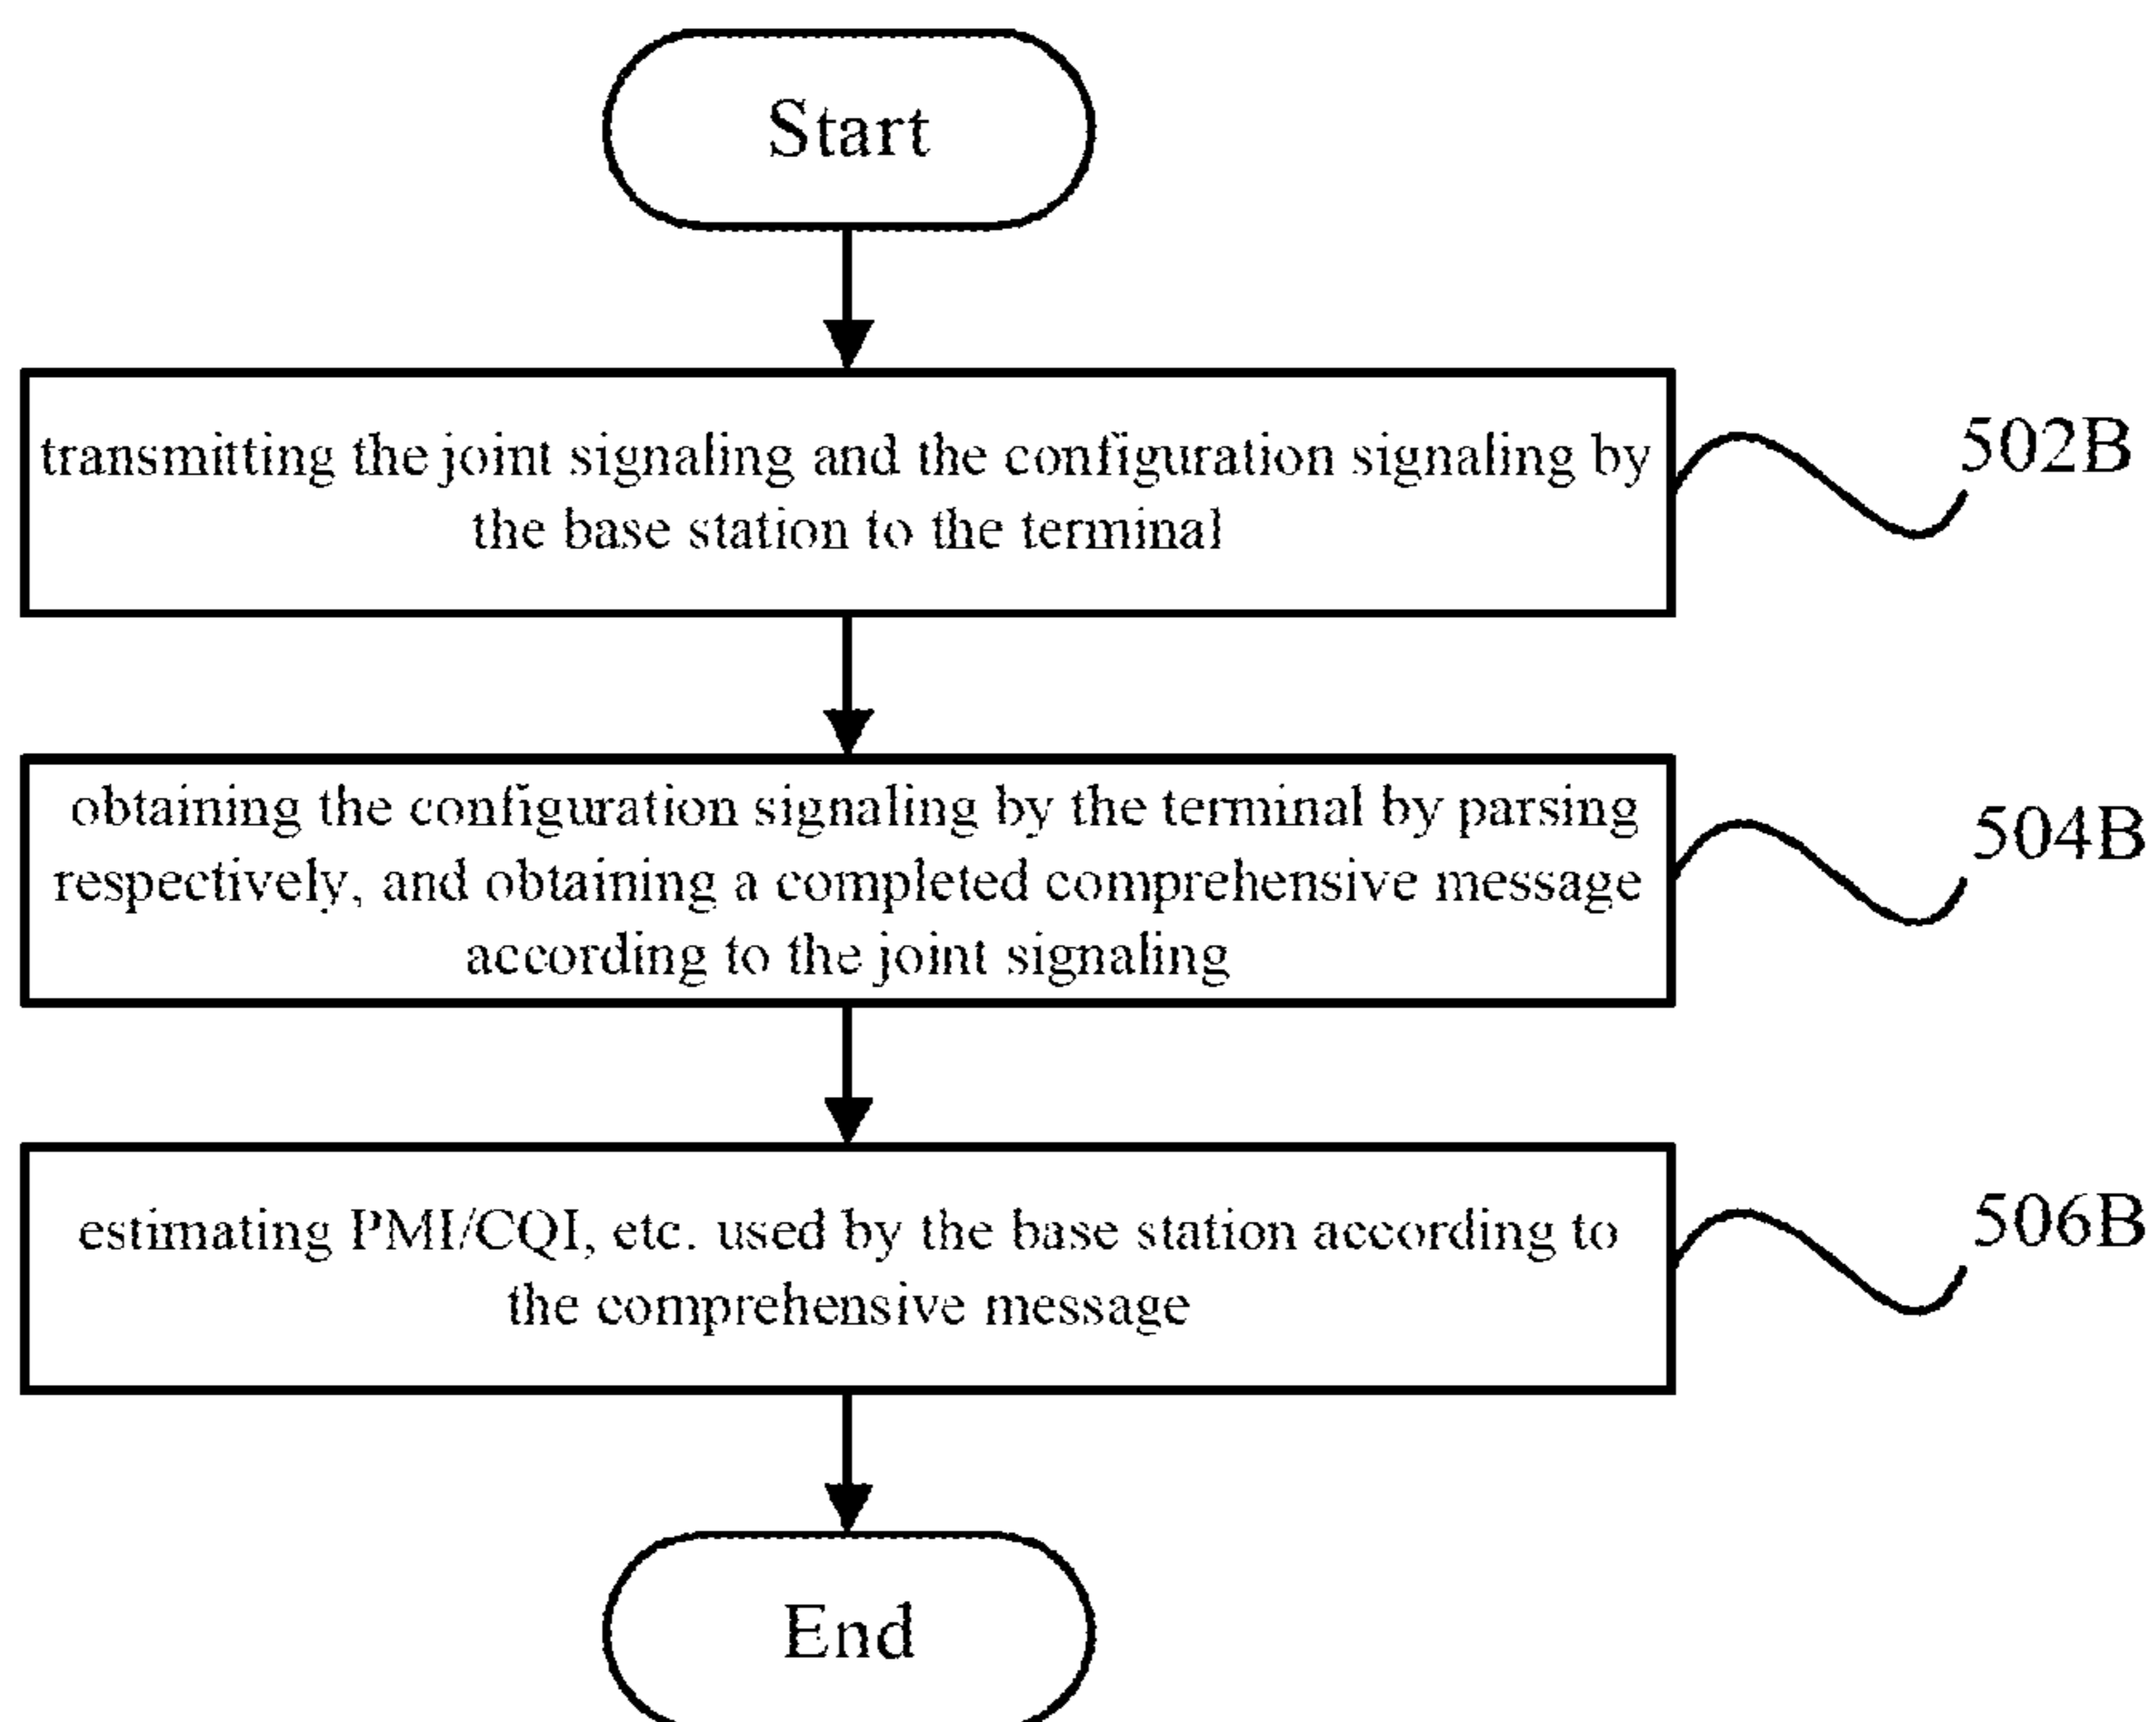 Start
transmitting the joint signaling and the configuration signaling by
the base station to the terminal
502B
obtaining the configuration signaling by the terminal by parsing
respectively, and obtaining a completed comprehensive message
according to the joint signaling
504B
estimating PMI/CQI, etc. used by the base station according to
the comprehensive message
506B
End